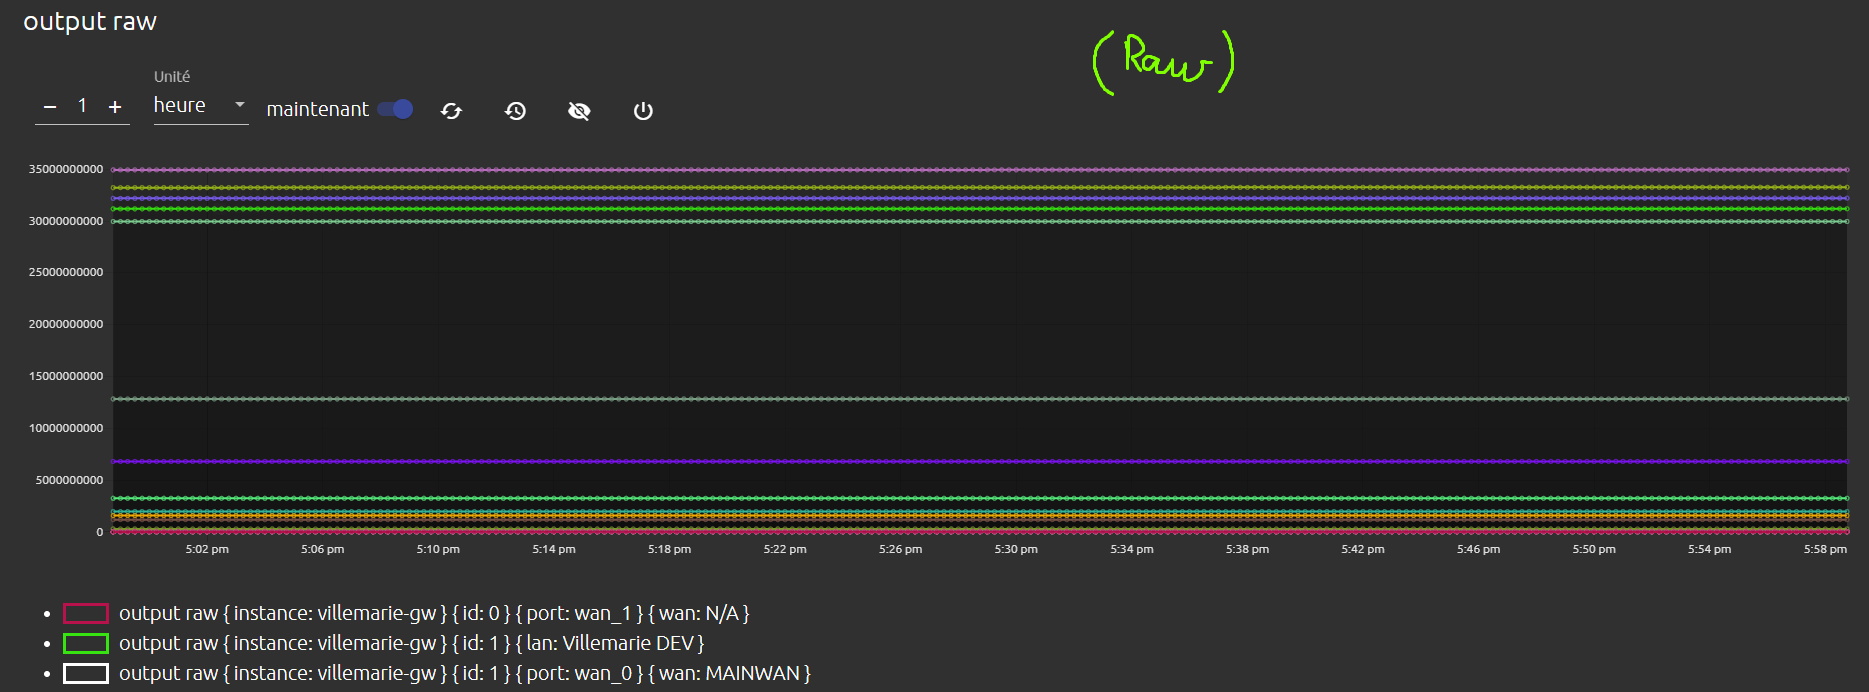 output raw
(Raw)
Unité
− 1 + heure maintenant
35000000000
30000000000
25000000000
20000000000
15000000000
10000000000
5000000000
0
5:02 pm 5:06 pm 5:10 pm 5:14 pm 5:18 pm 5:22 pm 5:26 pm 5:30 pm 5:34 pm 5:38 pm 5:42 pm 5:46 pm 5:50 pm 5:54 pm 5:58 pm
• output raw { instance: villemarie-gw } { id: 0 } { port: wan_1 } { wan: N/A }
• output raw { instance: villemarie-gw } { id: 1 } { lan: Villemarie DEV }
• output raw { instance: villemarie-gw } { id: 1 } { port: wan_0 } { wan: MAINWAN }